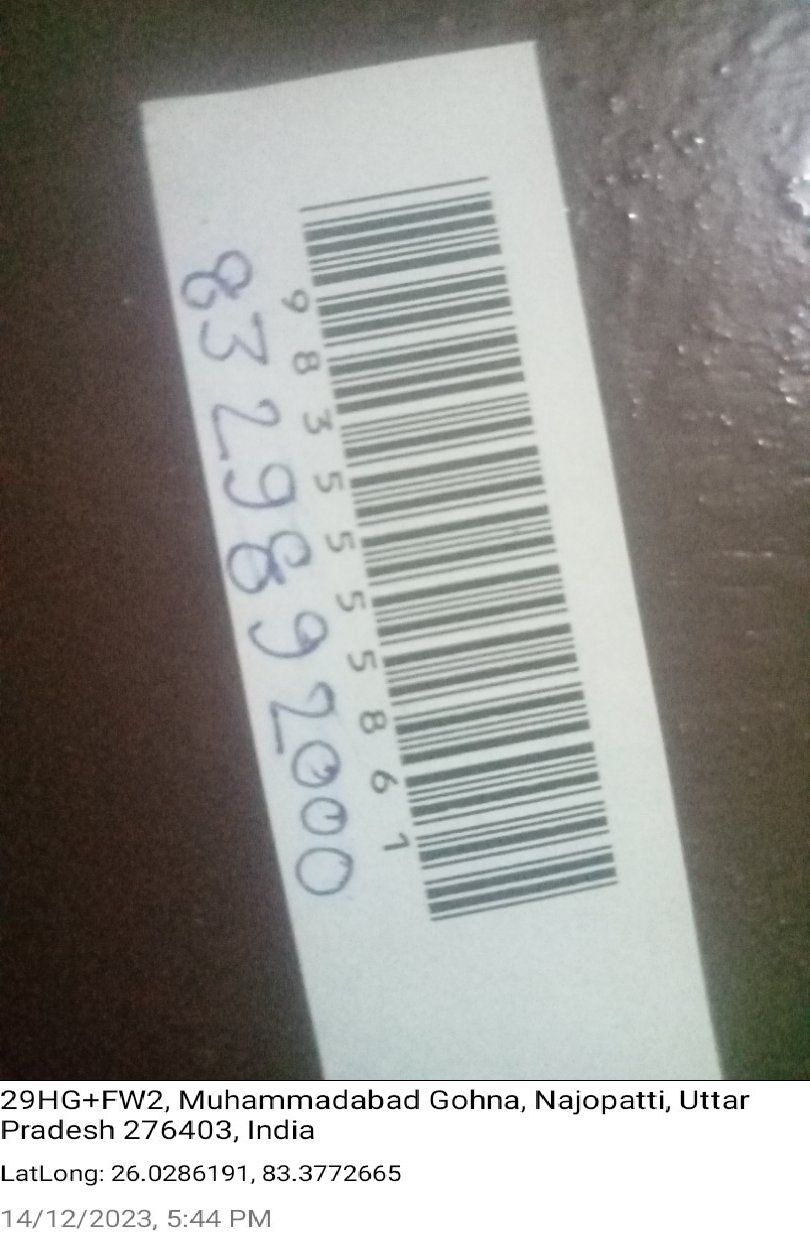 9835555861
8329892000
29HG+FW2, Muhammadabad Gohna, Najopatti, Uttar
Pradesh 276403, India
LatLong: 26.0286191, 83.3772665
14/12/2023, 5:44 PM